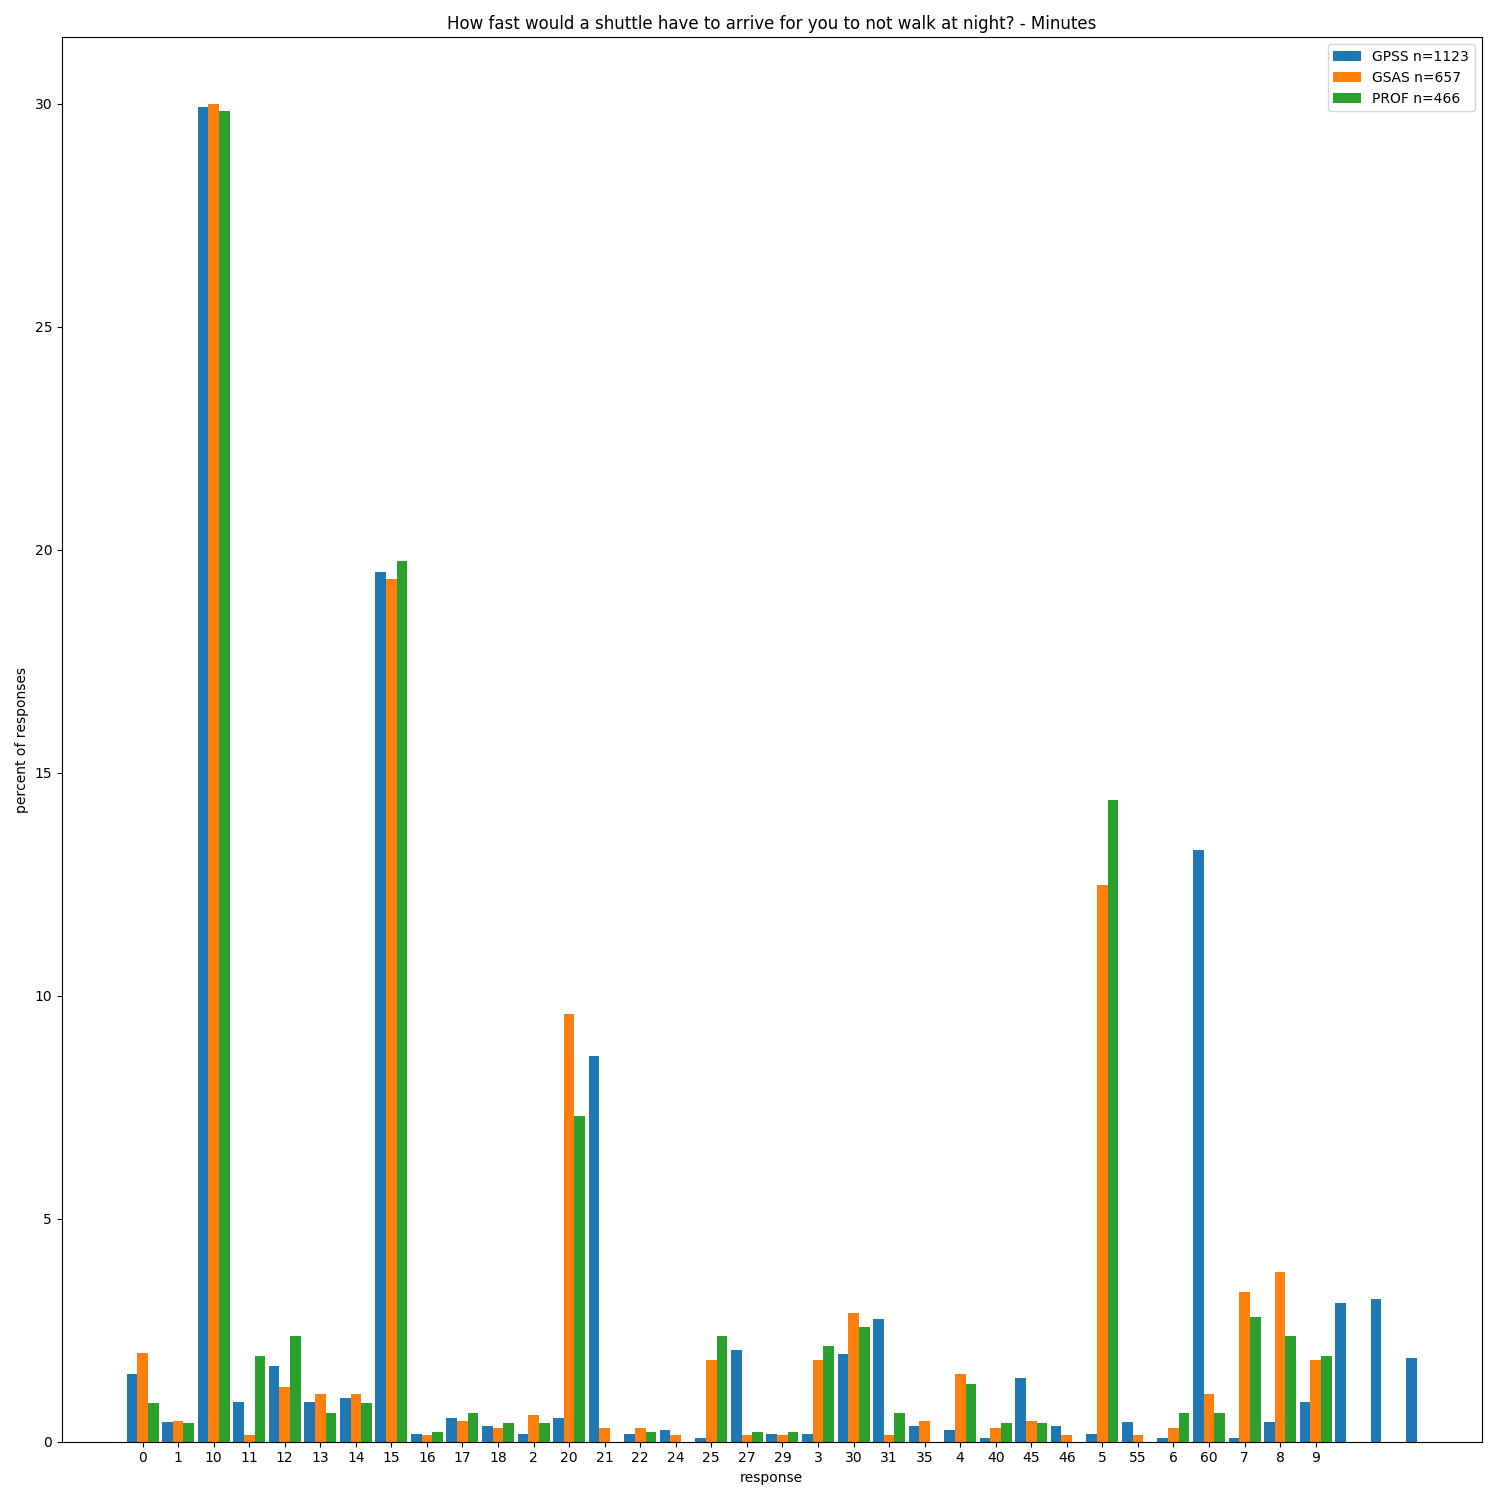 How fast would a shuttle have to arrive for you to not walk at night? - Minutes
GPSS n=1123
GSAS n=657
PROF n=466
30
25
20
15
10
5
0
percent of responses
0 1 10 11 12 13 14 15 16 17 18 2 20 21 22 24 25 27 29 3 30 31 35 4 40 45 46 5 55 6 60 7 8 9
response